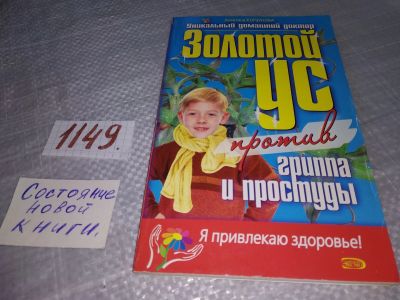 Уникальный домашний доктор
Золотой
ус
против
гриппа
и простуды
Я привлекаю здоровье!
1149.
Состояние
новой
книги.